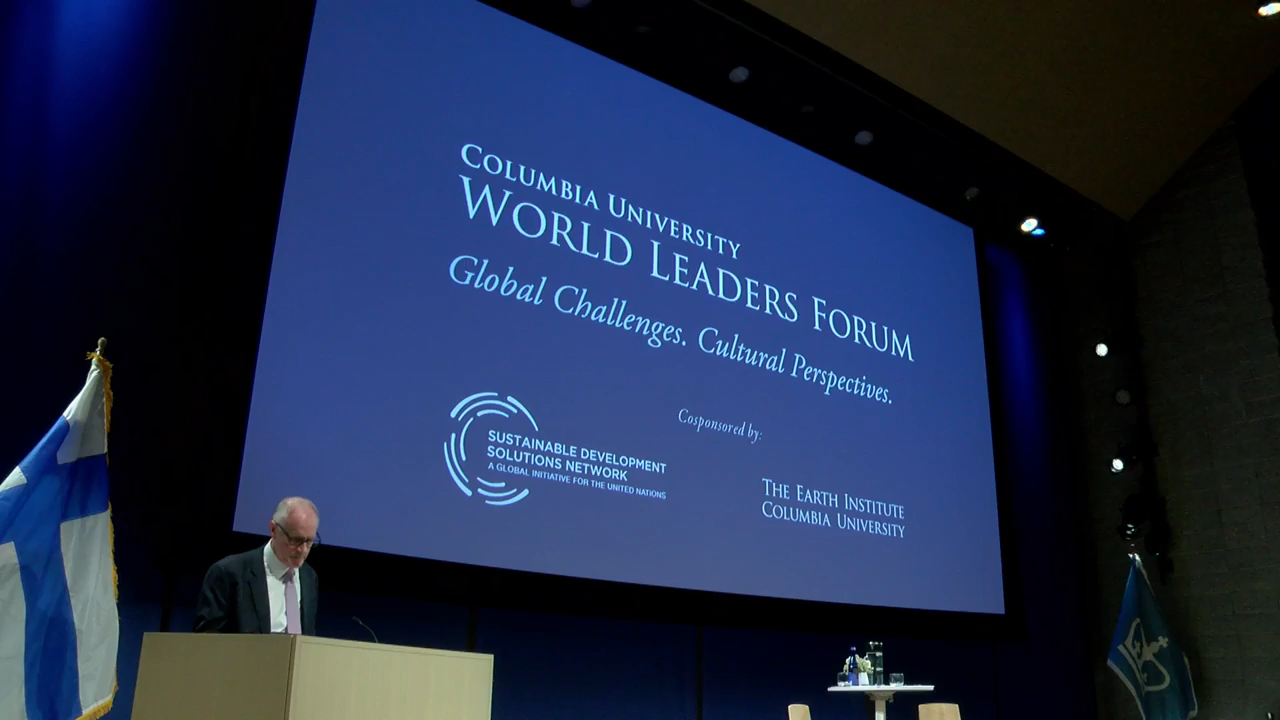 COLUMBIA UNIVERSITY
WORLD LEADERS FORUM
Global Challenges. Cultural Perspectives.
Cosponsored by:
SUSTAINABLE DEVELOPMENT
SOLUTIONS NETWORK
A GLOBAL INITIATIVE FOR THE UNITED NATIONS
THE EARTH INSTITUTE
COLUMBIA UNIVERSITY